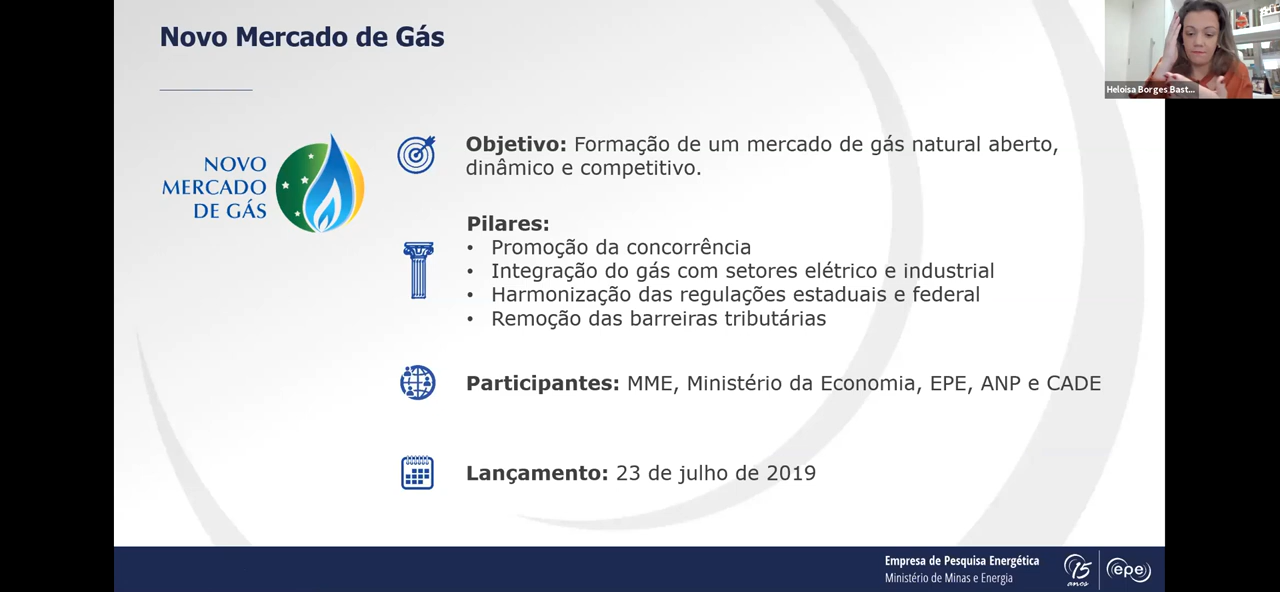 Novo Mercado de Gás
Heloisa Borges Bast...
NOVO
MERCADO
DE GÁS
Objetivo: Formação de um mercado de gás natural aberto,
dinâmico e competitivo.
Pilares:
• Promoção da concorrência
• Integração do gás com setores elétrico e industrial
• Harmonização das regulações estaduais e federal
• Remoção das barreiras tributárias
Participantes: MME, Ministério da Economia, EPE, ANP e CADE
Lançamento: 23 de julho de 2019
Empresa de Pesquisa Energética
Ministério de Minas e Energia
15
anos
epe